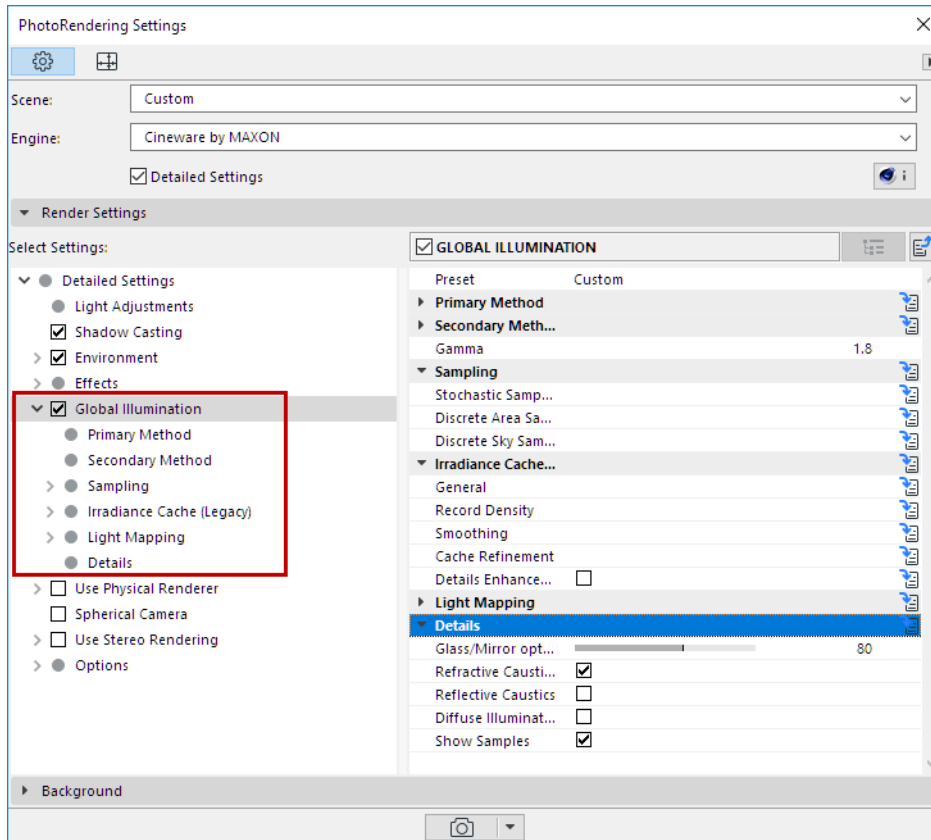 PhotoRendering Settings
Scene: Custom
Engine: Cineware by MAXON
Detailed Settings
i
Render Settings
Select Settings:
Detailed Settings
Light Adjustments
Shadow Casting
Environment
Effects
Global Illumination
Primary Method
Secondary Method
Sampling
Irradiance Cache (Legacy)
Light Mapping
Details
Use Physical Renderer
Spherical Camera
Use Stereo Rendering
Options
GLOBAL ILLUMINATION
Preset Custom
Primary Method
Secondary Meth...
Gamma 1.8
Sampling
Stochastic Samp...
Discrete Area Sa...
Discrete Sky Sam...
Irradiance Cache...
General
Record Density
Smoothing
Cache Refinement
Details Enhance...
Light Mapping
Details
Glass/Mirror opt... 80
Refractive Causti...
Reflective Caustics
Diffuse Illuminat...
Show Samples
Background